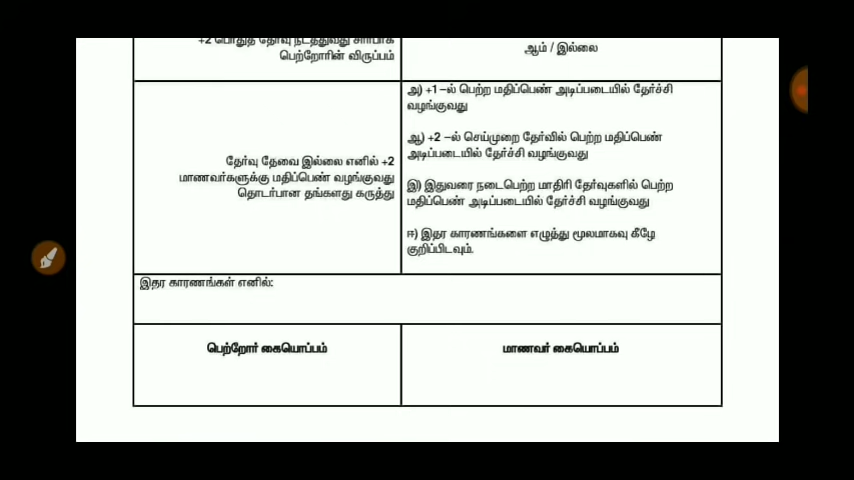 +2 பொதுத் தேர்வு நடத்துவது சார்பாக
பெற்றோரின் விருப்பம்
ஆம் / இல்லை
தேர்வு தேவை இல்லை எனில் +2
மாணவர்களுக்கு மதிப்பெண் வழங்குவது
தொடர்பான தங்களது கருத்து
அ) +1 –ல் பெற்ற மதிப்பெண் அடிப்படையில் தேர்ச்சி
வழங்குவது
ஆ) +2 –ல் செய்முறை தேர்வில் பெற்ற மதிப்பெண்
அடிப்படையில் தேர்ச்சி வழங்குவது
இ) இதுவரை நடைபெற்ற மாதிரி தேர்வுகளில் பெற்ற
மதிப்பெண் அடிப்படையில் தேர்ச்சி வழங்குவது
ஈ) இதர காரணங்களை எழுத்து மூலமாகவு கீழே
குறிப்பிடவும்.
இதர காரணங்கள் எனில்:
பெற்றோர் கையொப்பம்
மாணவர் கையொப்பம்